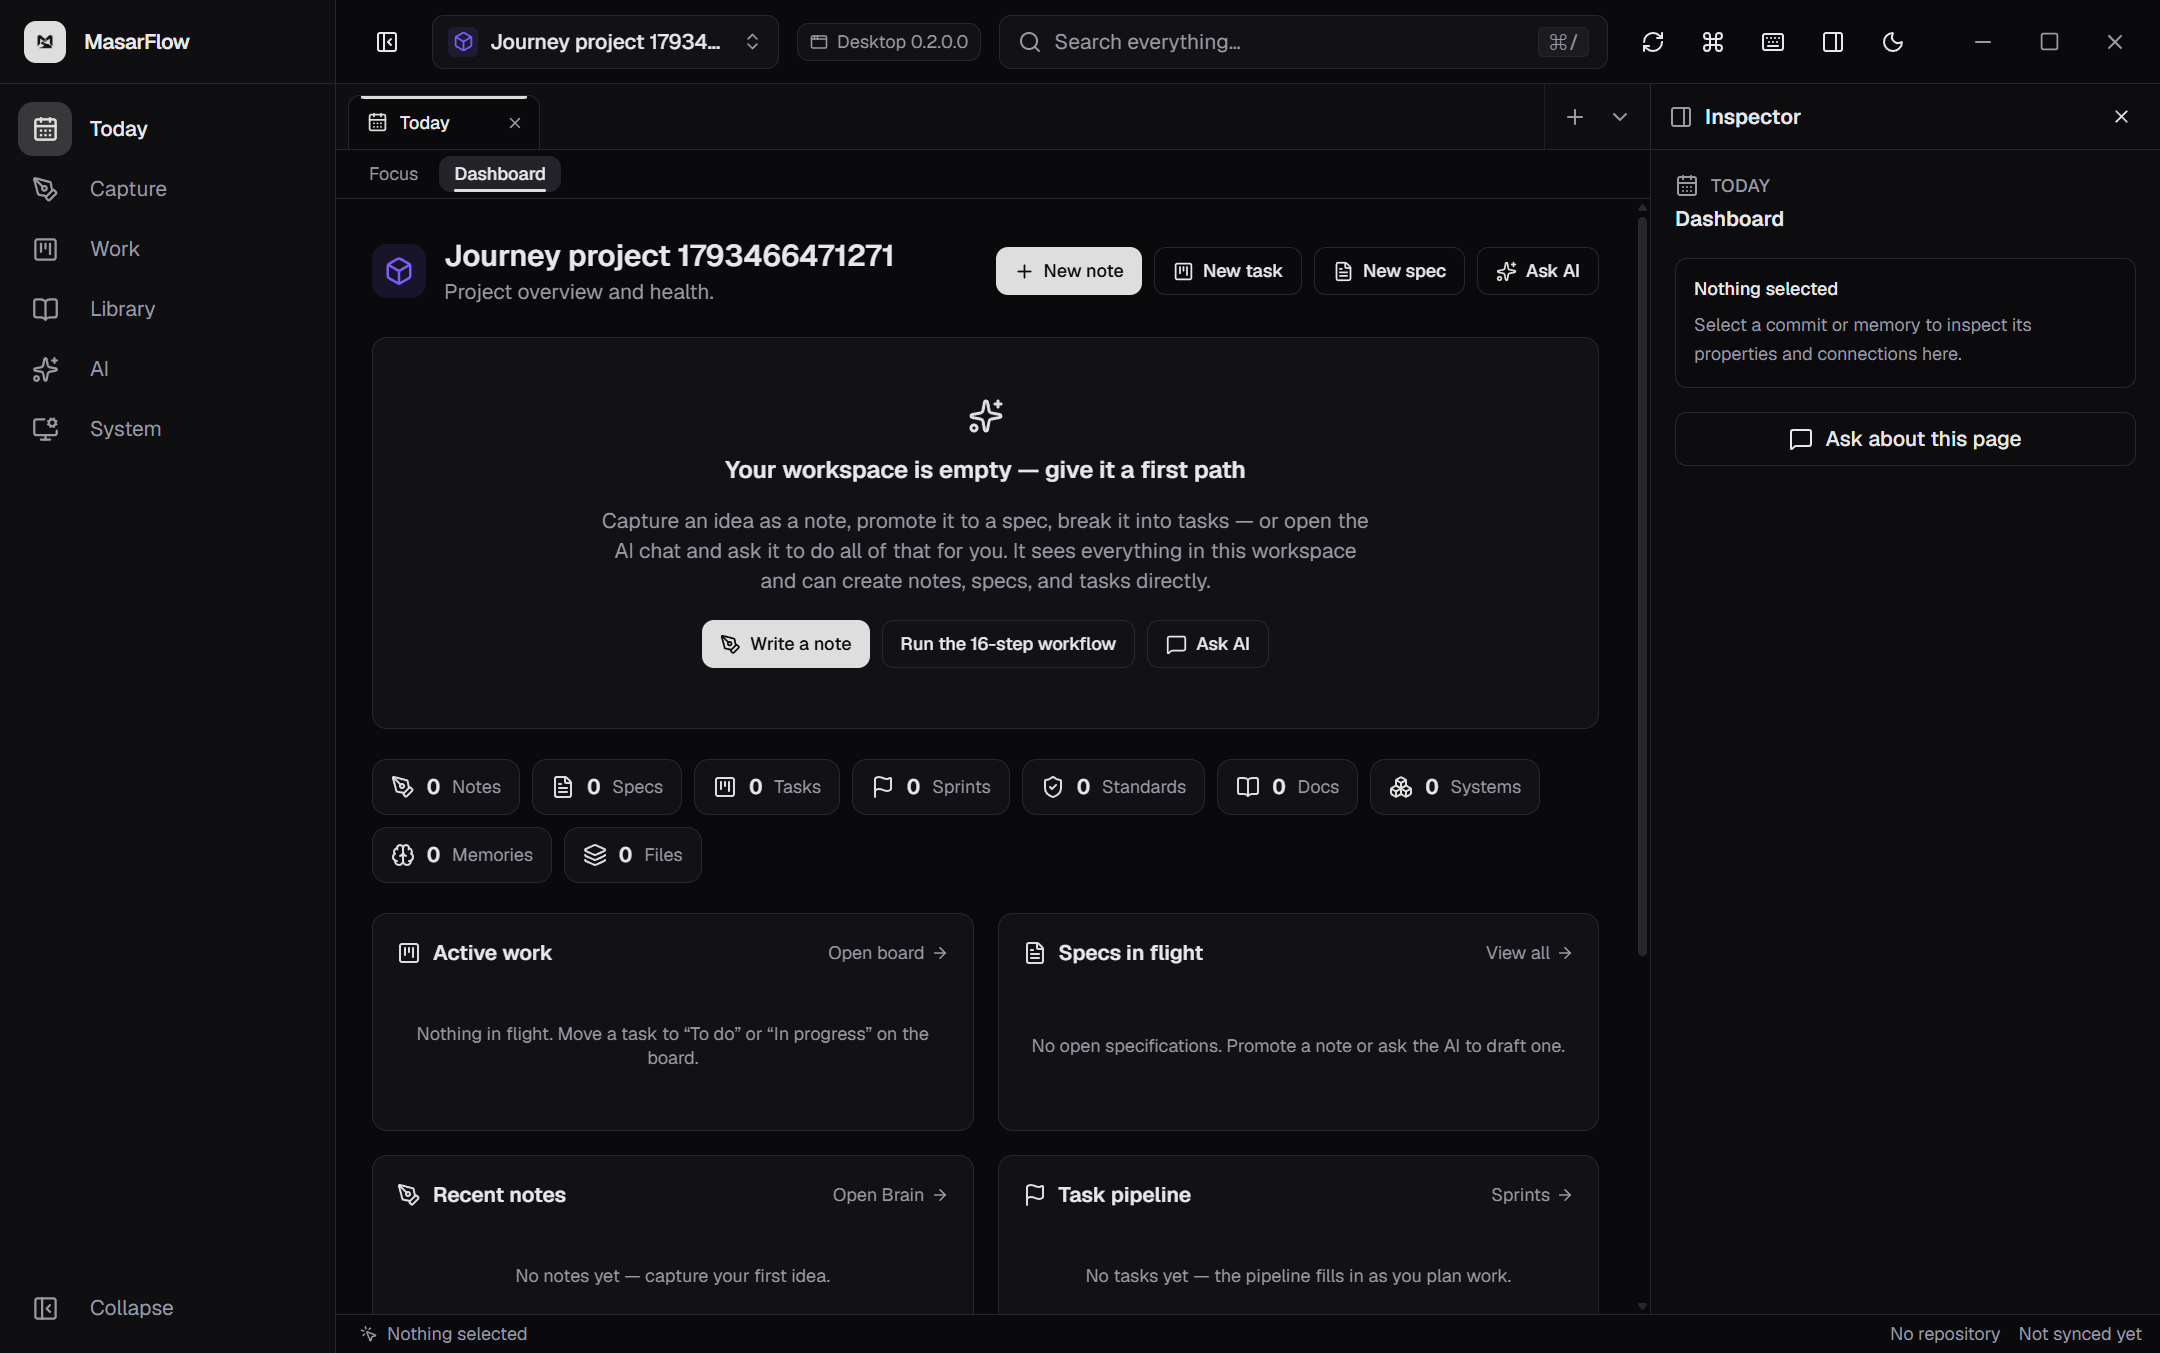 MasarFlow
Journey project 17934...
Desktop 0.2.0.0
Search everything...
⌘/
Today
Capture
Work
Library
AI
System
Collapse
Today
Focus
Dashboard
Journey project 1793466471271
Project overview and health.
New note
New task
New spec
Ask AI
Your workspace is empty — give it a first path
Capture an idea as a note, promote it to a spec, break it into tasks — or open the
AI chat and ask it to do all of that for you. It sees everything in this workspace
and can create notes, specs, and tasks directly.
Write a note
Run the 16-step workflow
Ask AI
0 Notes
0 Specs
0 Tasks
0 Sprints
0 Standards
0 Docs
0 Systems
0 Memories
0 Files
Active work
Open board
Nothing in flight. Move a task to “To do” or “In progress” on the
board.
Specs in flight
View all
No open specifications. Promote a note or ask the AI to draft one.
Recent notes
Open Brain
No notes yet — capture your first idea.
Task pipeline
Sprints
No tasks yet — the pipeline fills in as you plan work.
Inspector
TODAY
Dashboard
Nothing selected
Select a commit or memory to inspect its
properties and connections here.
Ask about this page
Nothing selected
No repository
Not synced yet